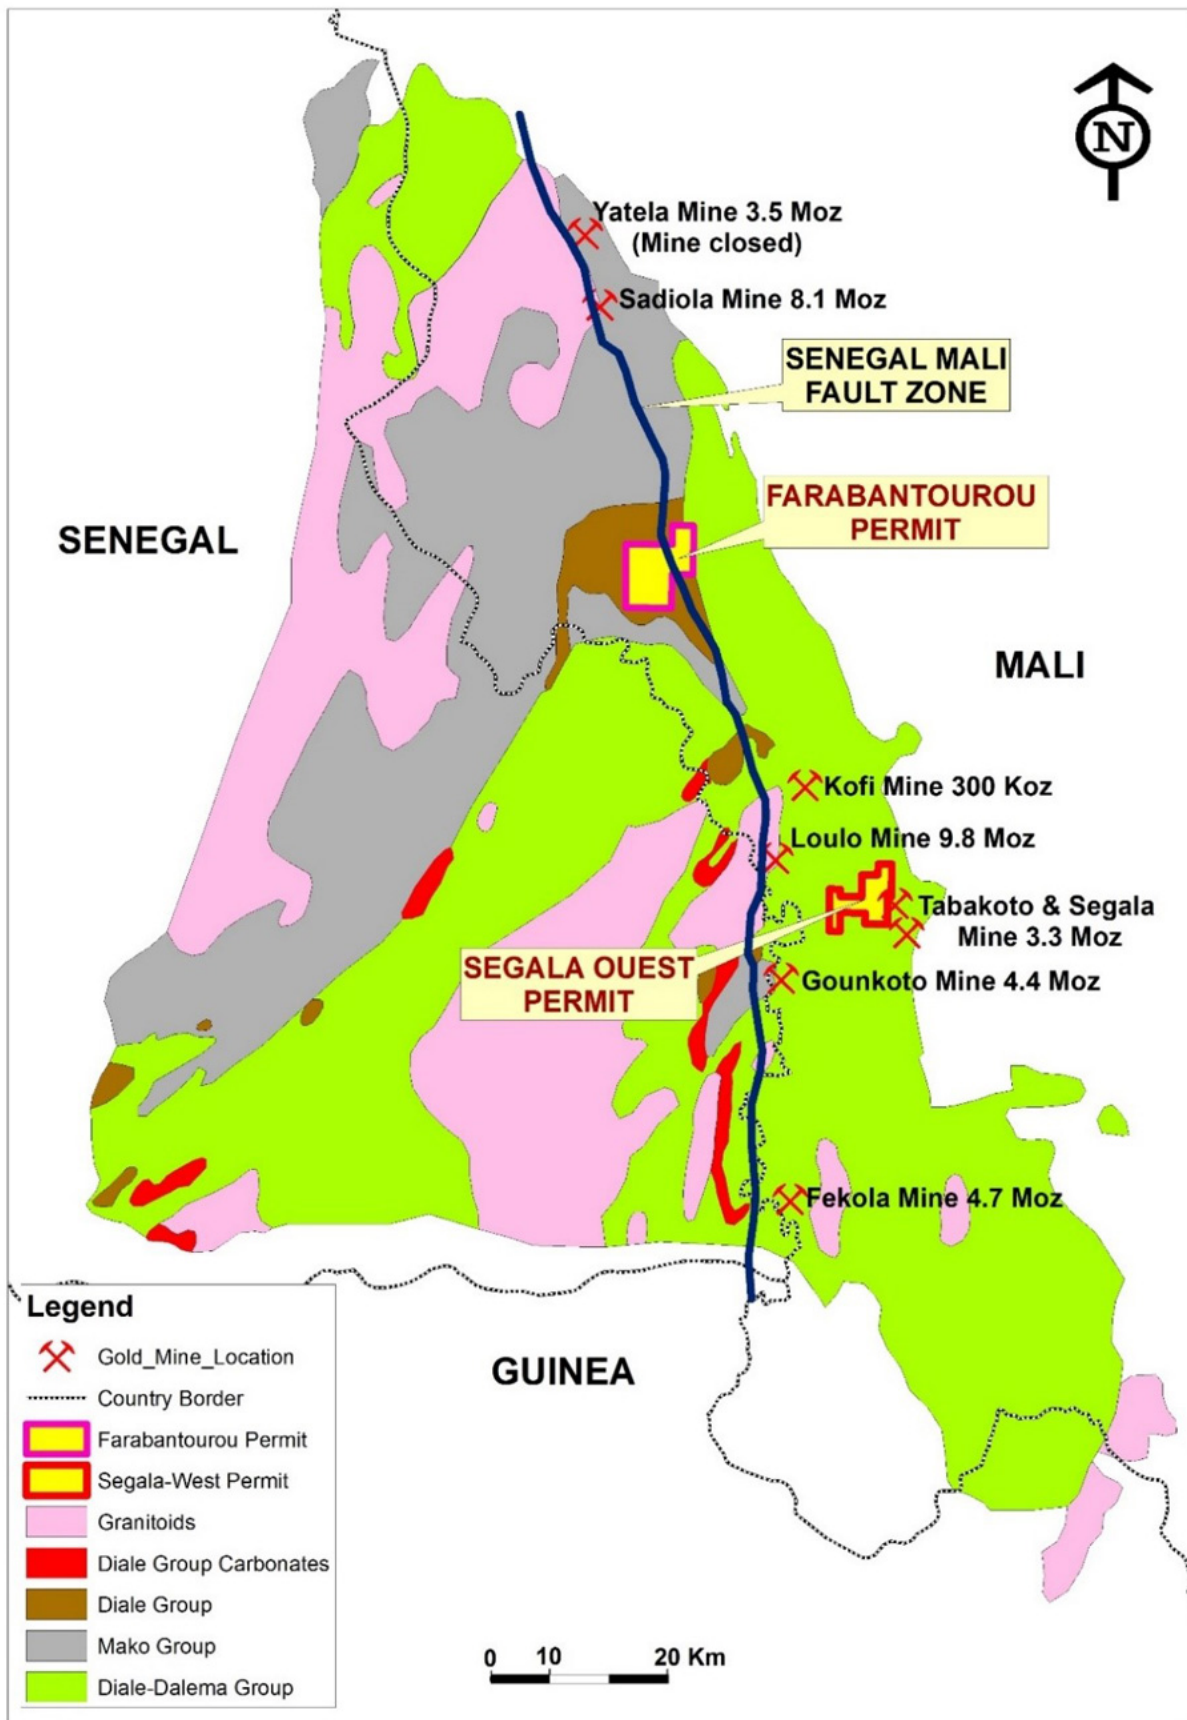 N
Yatela Mine 3.5 Moz
(Mine closed)
Sadiola Mine 8.1 Moz
SENEGAL MALI
FAULT ZONE
FARABANTOUROU
PERMIT
SENEGAL
MALI
Kofi Mine 300 Koz
Loulo Mine 9.8 Moz
Tabakoto & Segala
Mine 3.3 Moz
SEGALA OUEST
PERMIT
Gounkoto Mine 4.4 Moz
Fekola Mine 4.7 Moz
GUINEA
Legend
Gold_Mine_Location
Country Border
Farabantourou Permit
Segala-West Permit
Granitoids
Diale Group Carbonates
Diale Group
Mako Group
Diale-Dalema Group
0 10 20 Km